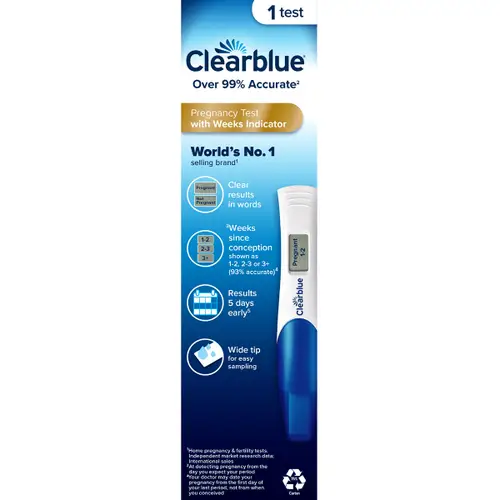 1 test
Clearblue®
Over 99% Accurate²
Pregnancy Test
with Weeks Indicator
World's No. 1
selling brand¹
Pregnant
Not
Pregnant
Clear
results
in words
1-2
2-3
3+
³Weeks
since
conception
shown as
1-2, 2-3 or 3+
(93% accurate)⁴
Pregnant
1-2
Clearblue
Results
5 days
early⁵
Wide tip
for easy
sampling
¹Home pregnancy & fertility tests.
Independent market research data;
International sales
²At detecting pregnancy from the
day you expect your period
⁴Your doctor may date your
pregnancy from the first day of
your last period, not from when
you conceived
Carton